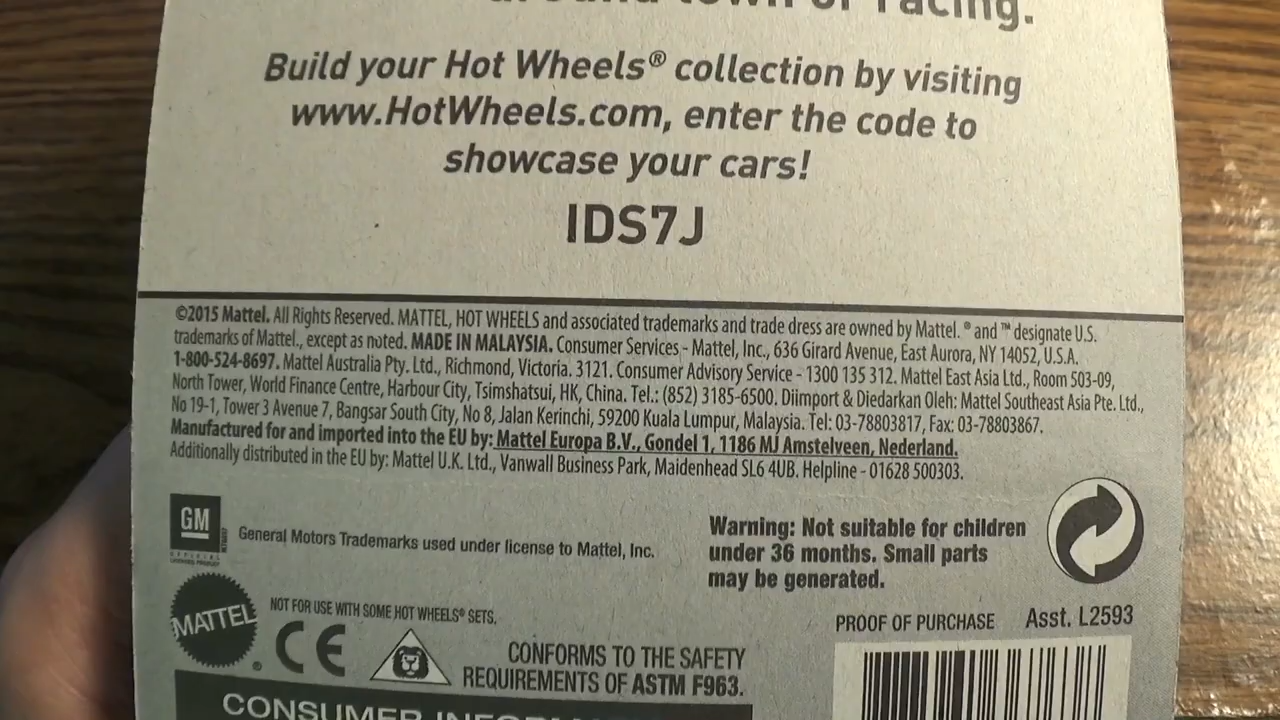 around town or racing.
Build your Hot Wheels® collection by visiting
www.HotWheels.com, enter the code to
showcase your cars!
IDS7J
©2015 Mattel. All Rights Reserved. MATTEL, HOT WHEELS and associated trademarks and trade dress are owned by Mattel. ® and ™ designate U.S.
trademarks of Mattel., except as noted. MADE IN MALAYSIA. Consumer Services - Mattel, Inc., 636 Girard Avenue, East Aurora, NY 14052, U.S.A.
1-800-524-8697. Mattel Australia Pty. Ltd., Richmond, Victoria. 3121. Consumer Advisory Service - 1300 135 312. Mattel East Asia Ltd., Room 503-09,
North Tower, World Finance Centre, Harbour City, Tsimshatsui, HK, China. Tel.: (852) 3185-6500. Diimport & Diedarkan Oleh: Mattel Southeast Asia Pte. Ltd.,
No 19-1, Tower 3 Avenue 7, Bangsar South City, No 8, Jalan Kerinchi, 59200 Kuala Lumpur, Malaysia. Tel: 03-78803817, Fax: 03-78803867.
Manufactured for and imported into the EU by: Mattel Europa B.V., Gondel 1, 1186 MJ Amstelveen, Nederland.
Additionally distributed in the EU by: Mattel U.K. Ltd., Vanwall Business Park, Maidenhead SL6 4UB. Helpline - 01628 500303.
GM
OFFICIAL
LICENSED PRODUCT
General Motors Trademarks used under license to Mattel, Inc.
Warning: Not suitable for children
under 36 months. Small parts
may be generated.
MATTEL®
NOT FOR USE WITH SOME HOT WHEELS® SETS.
CE
CONFORMS TO THE SAFETY
REQUIREMENTS OF ASTM F963.
PROOF OF PURCHASE Asst. L2593
CONSUMER